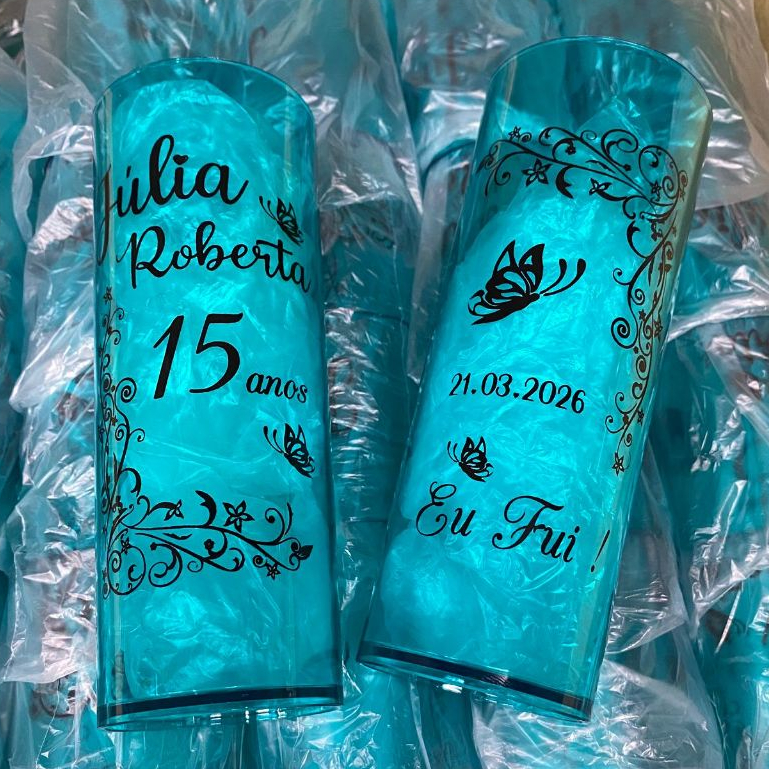 Júlia
Roberta
15 anos
21.03.2026
Eu Fui !